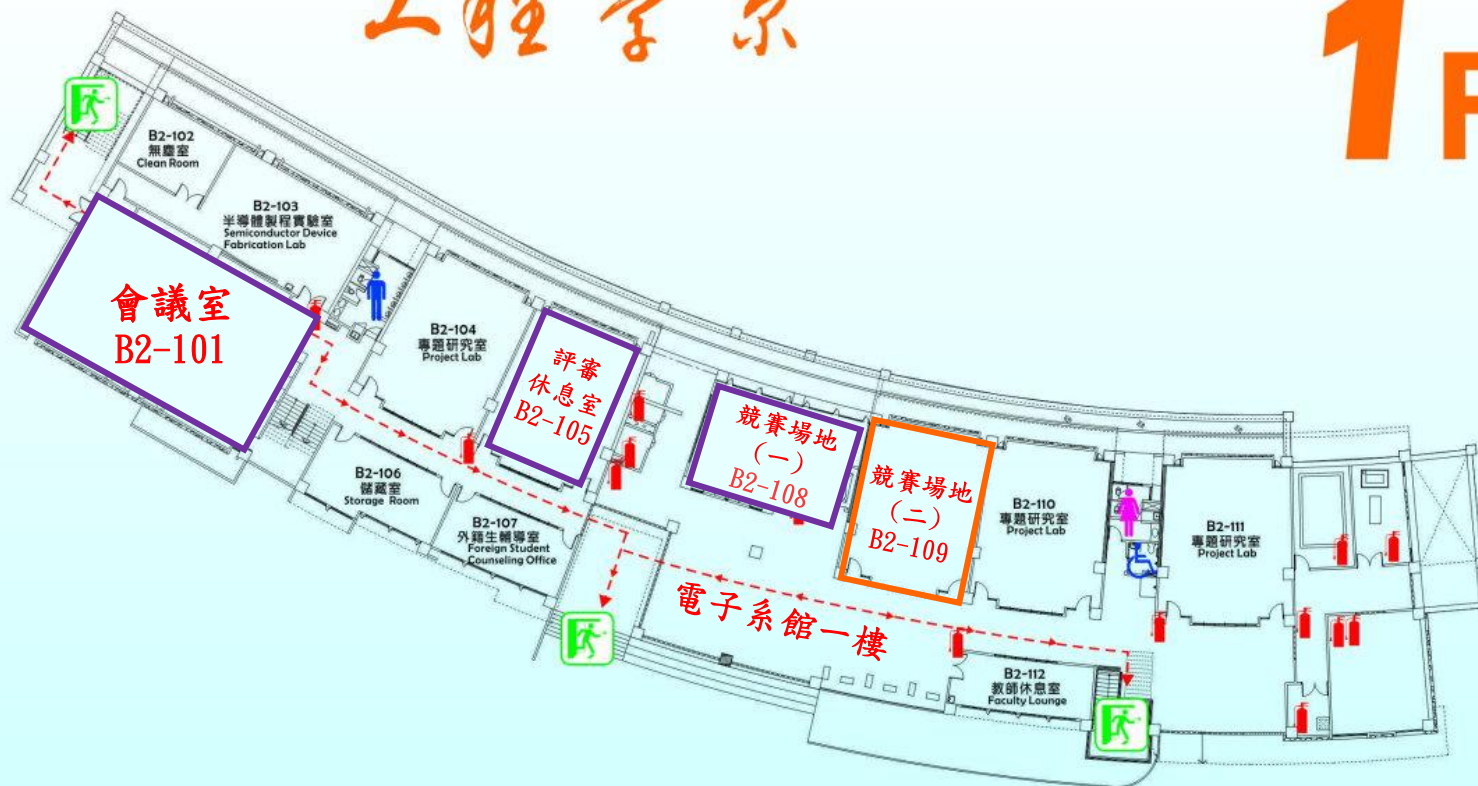 工程學系
1F
B2-102
無塵室
Clean Room
B2-103
半導體製程實驗室
Semiconductor Device
Fabrication Lab
會議室
B2-101
B2-104
專題研究室
Project Lab
評審
休息室
B2-105
B2-106
儲藏室
Storage Room
B2-107
外籍生輔導室
Foreign Student
Counseling Office
競賽場地
(一)
B2-108
競賽場地
(二)
B2-109
B2-110
專題研究室
Project Lab
B2-111
專題研究室
Project Lab
電子系館一樓
B2-112
教師休息室
Faculty Lounge